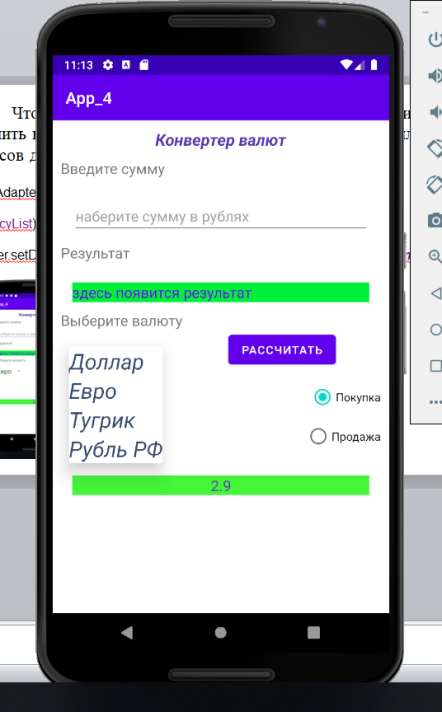 11:13
App_4
Конвертер валют
Введите сумму
наберите сумму в рублях
Результат
здесь появится результат
Выберите валюту
РАССЧИТАТЬ
Доллар
Евро
Тугрик
Рубль РФ
Покупка
Продажа
2.9
Что
сов д
Adapte
cyList)
er.setD